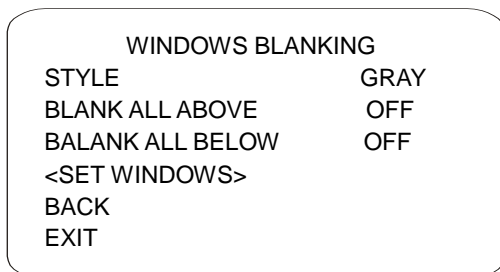 WINDOWS BLANKING
STYLE GRAY
BLANK ALL ABOVE OFF
BALANK ALL BELOW OFF
<SET WINDOWS>
BACK
EXIT